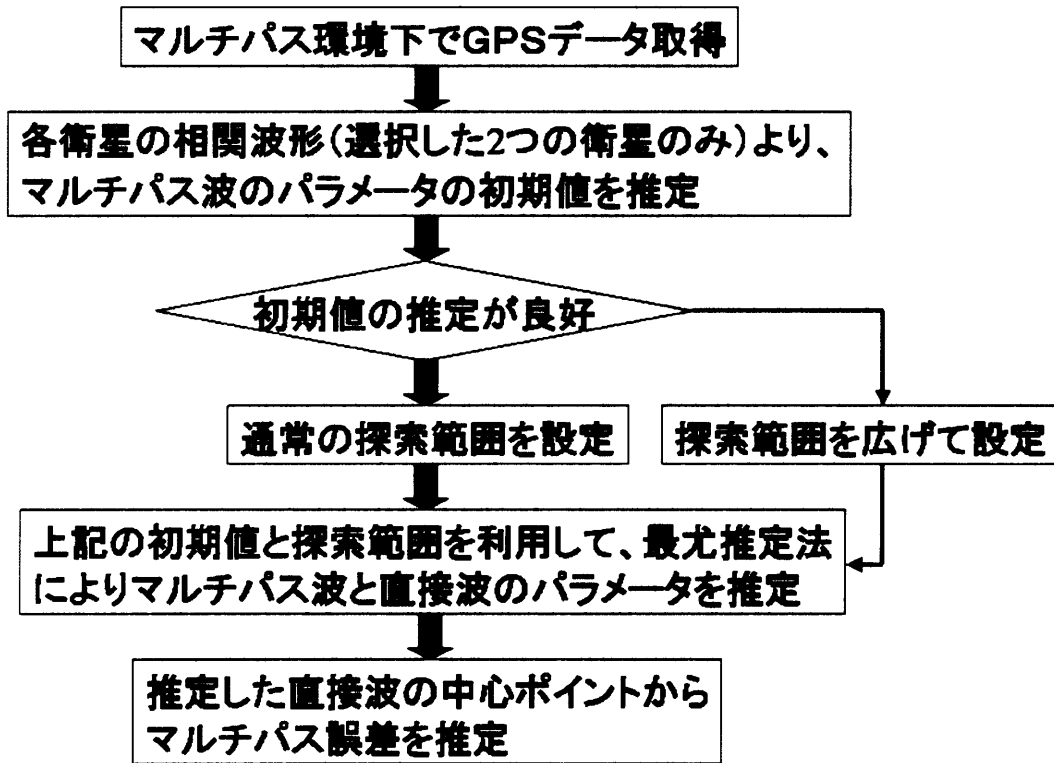 マルチパス環境下でGPSデータ取得
各衛星の相関波形(選択した2つの衛星のみ)より、
マルチパス波のパラメータの初期値を推定
初期値の推定が良好
通常の探索範囲を設定
探索範囲を広げて設定
上記の初期値と探索範囲を利用して、最尤推定法
によりマルチパス波と直接波のパラメータを推定
推定した直接波の中心ポイントから
マルチパス誤差を推定